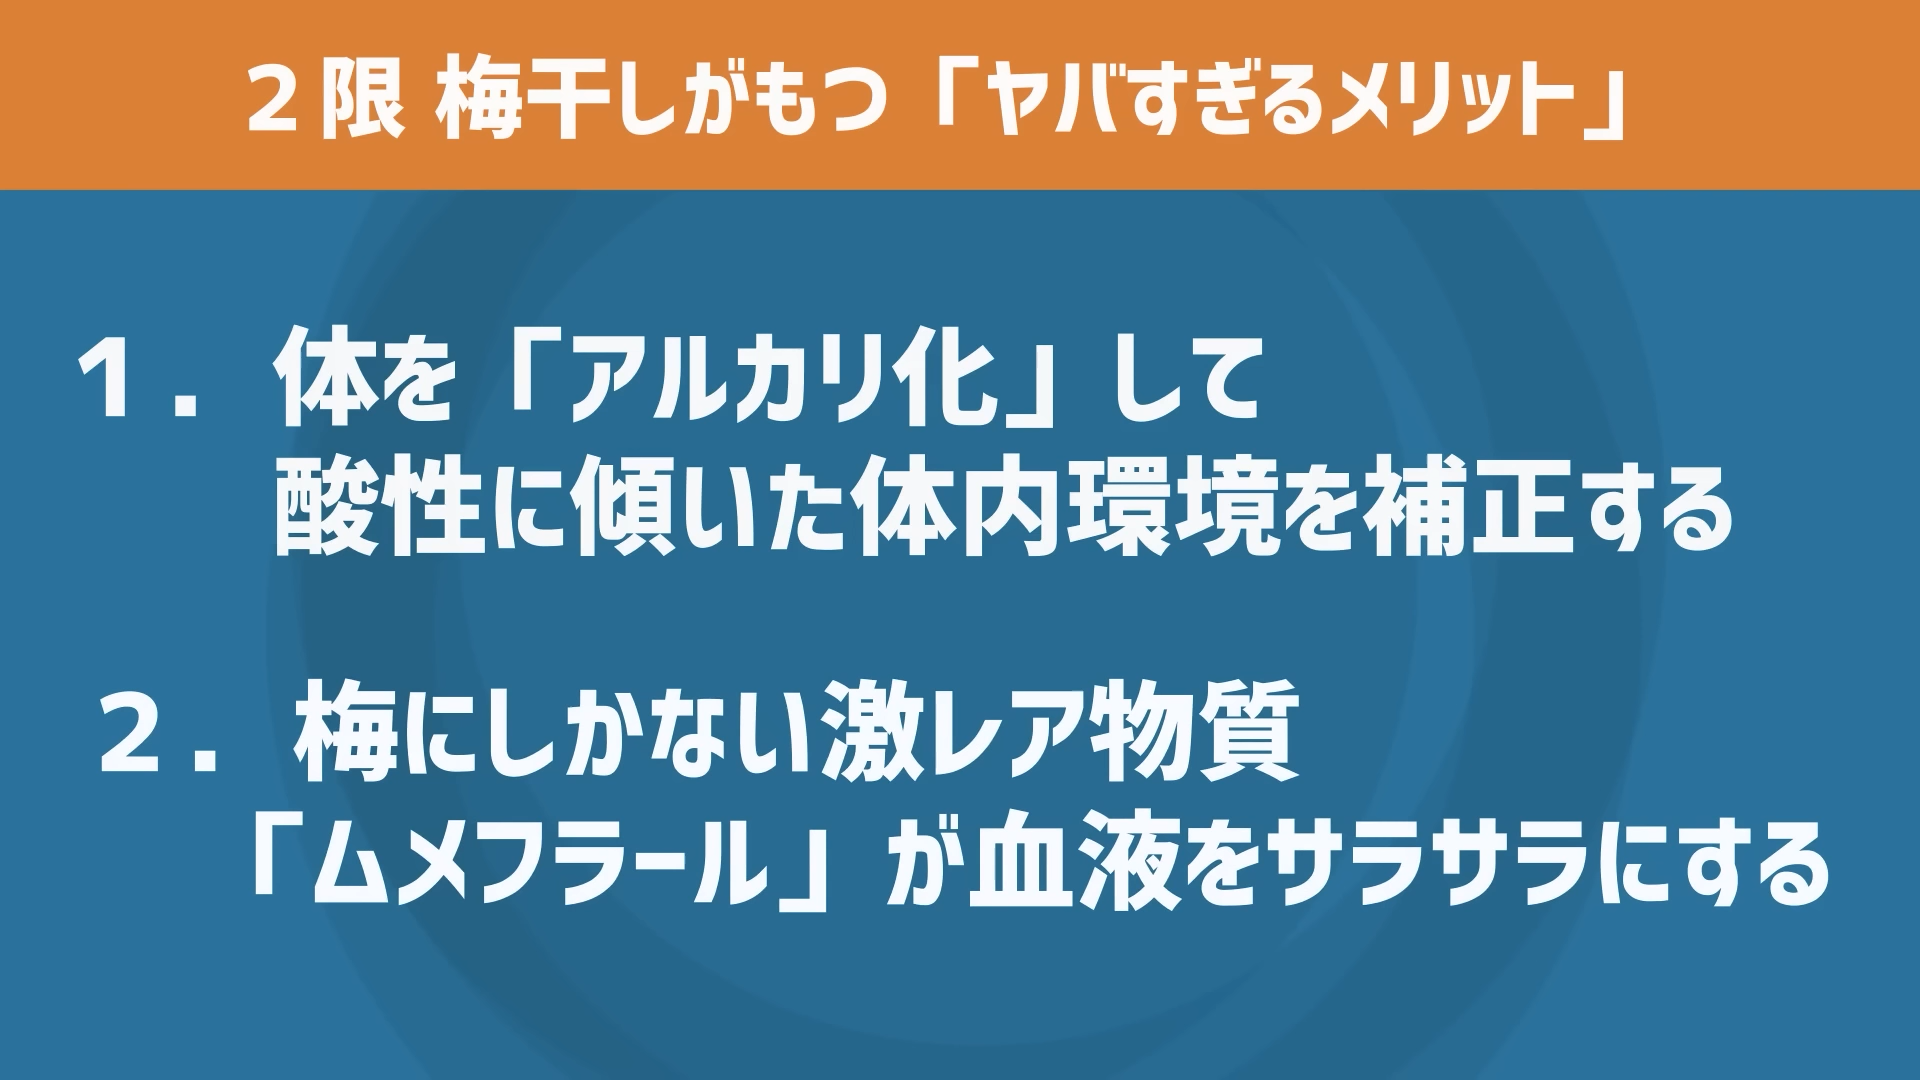 2限 梅干しがもつ「ヤバすぎるメリット」
1. 体を「アルカリ化」して
酸性に傾いた体内環境を補正する
2. 梅にしかない激レア物質
「ムメフラール」が血液をサラサラにする